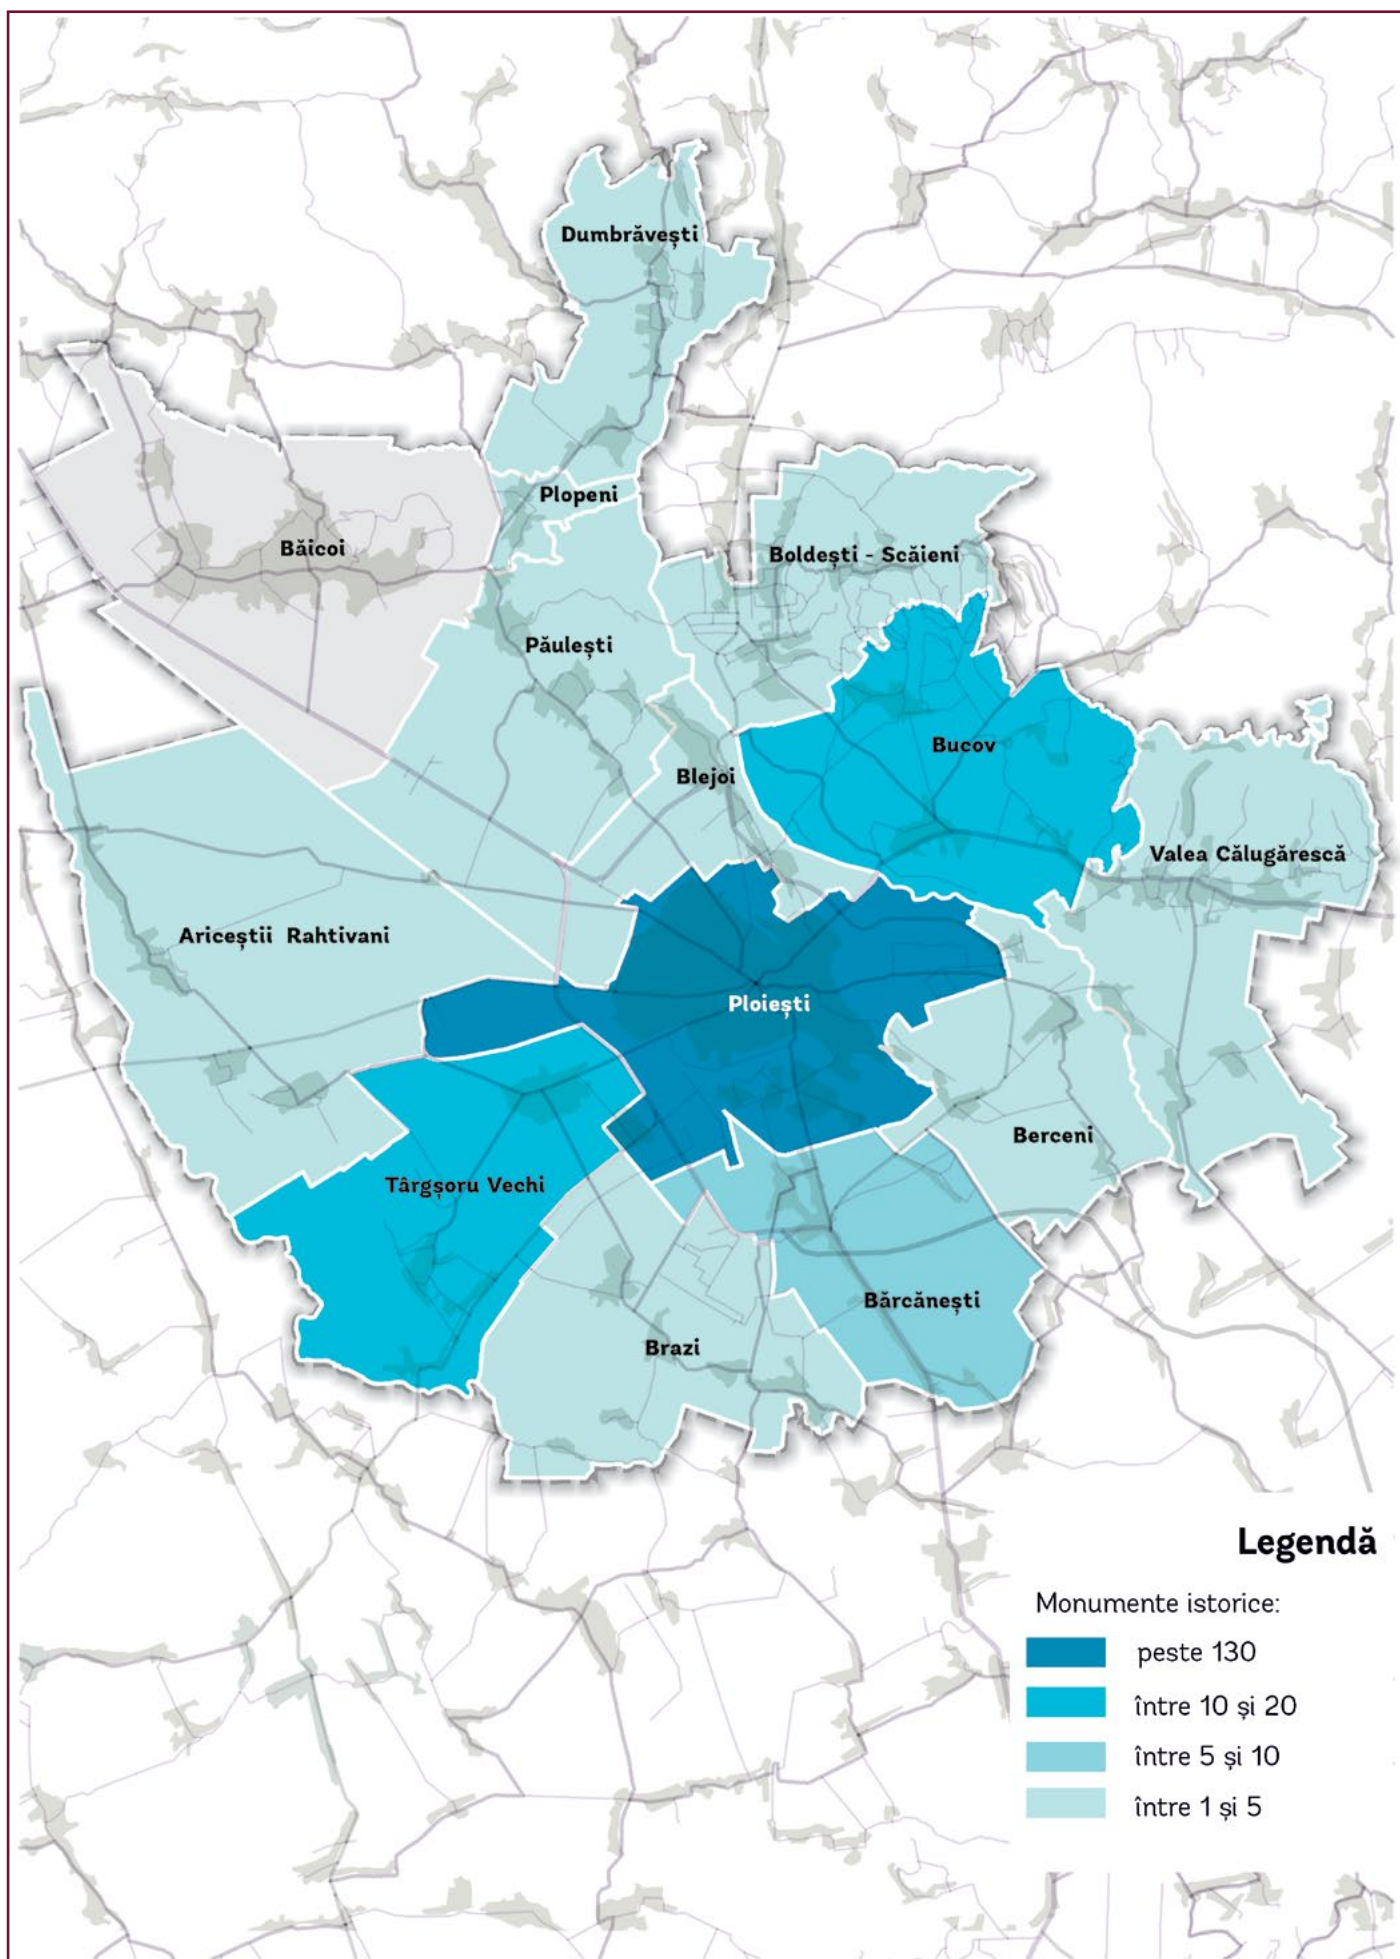 Dumbrăvești
Plopeni
Băicoi
Boldești - Scăieni
Păulești
Bucov
Blejoi
Valea Călugărescă
Ariceștii Rahtivani
Ploiești
Berceni
Târgșoru Vechi
Bărcănești
Brazi
Legendă
Monumente istorice:
peste 130
între 10 și 20
între 5 și 10
între 1 și 5